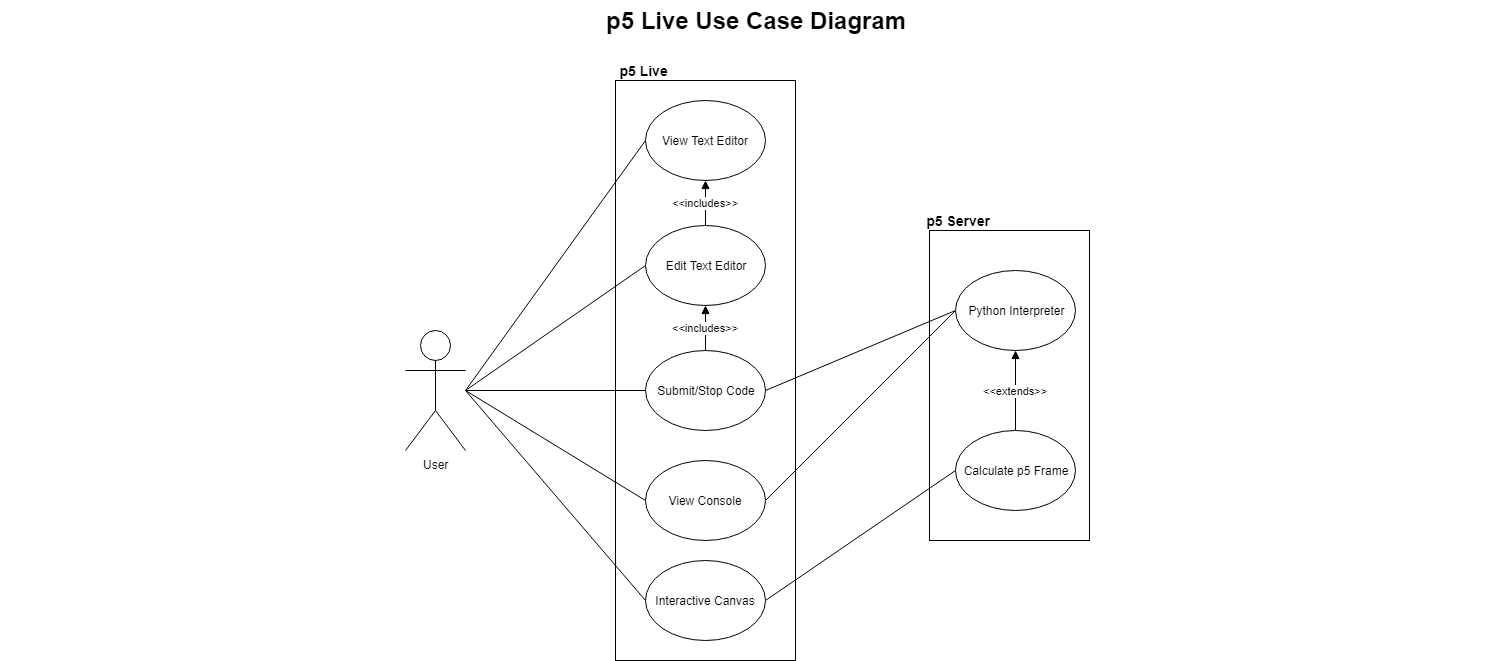 p5 Live Use Case Diagram
p5 Live
View Text Editor
<<includes>>
Edit Text Editor
<<includes>>
Submit/Stop Code
View Console
Interactive Canvas
User
p5 Server
Python Interpreter
<<extends>>
Calculate p5 Frame